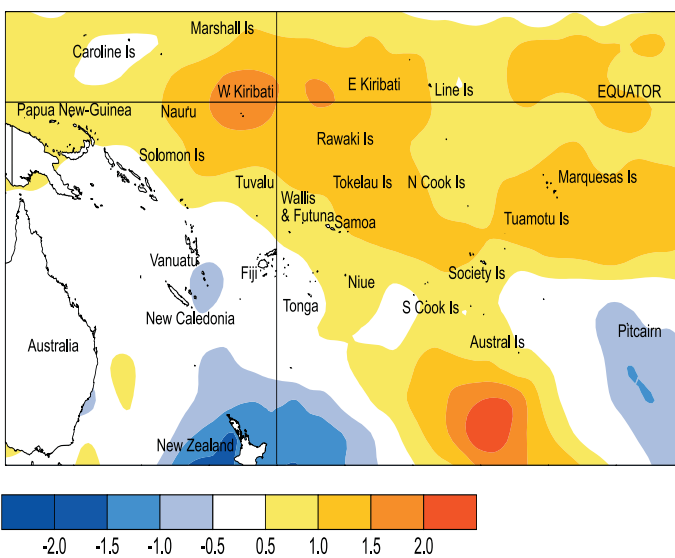 Marshall Is
Caroline Is
W Kiribati
E Kiribati
Line Is
EQUATOR
Papua New-Guinea
Nauru
Rawaki Is
Solomon Is
Tuvalu
Tokelau Is
N Cook Is
Marquesas Is
Wallis
& Futuna
Samoa
Tuamotu Is
Vanuatu
Fiji
Niue
Society Is
Tonga
S Cook Is
New Caledonia
Pitcairn
Australia
Austral Is
New Zealand
-2.0 -1.5 -1.0 -0.5 0.5 1.0 1.5 2.0